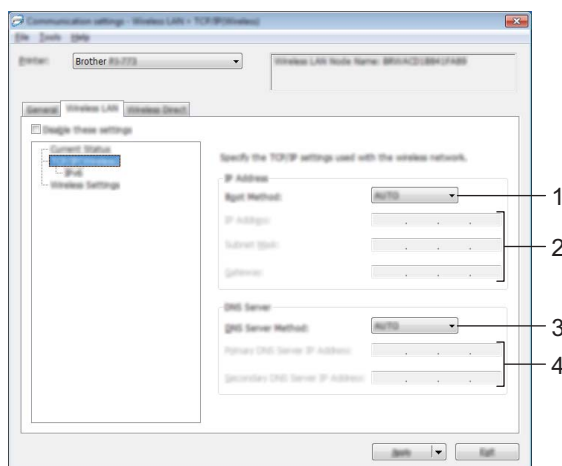 Communication settings - Wireless LAN > TCP/IP(Wireless)
File Tools Help
Printer: Brother RJ-773
Wireless LAN Node Name:
General Wireless LAN Wireless Direct
Disable these settings
Current Status
TCP/IP(Wireless)
IPv6
Wireless Settings
Specify the TCP/IP settings used with the wireless network.
IP Address
Boot Method: AUTO 1
IP Address: . . . 2
Subnet Mask: . . .
Gateway: . . .
DNS Server
DNS Server Method: AUTO 3
Primary DNS Server IP Address: . . . 4
Secondary DNS Server IP Address: . . .
Apply Exit